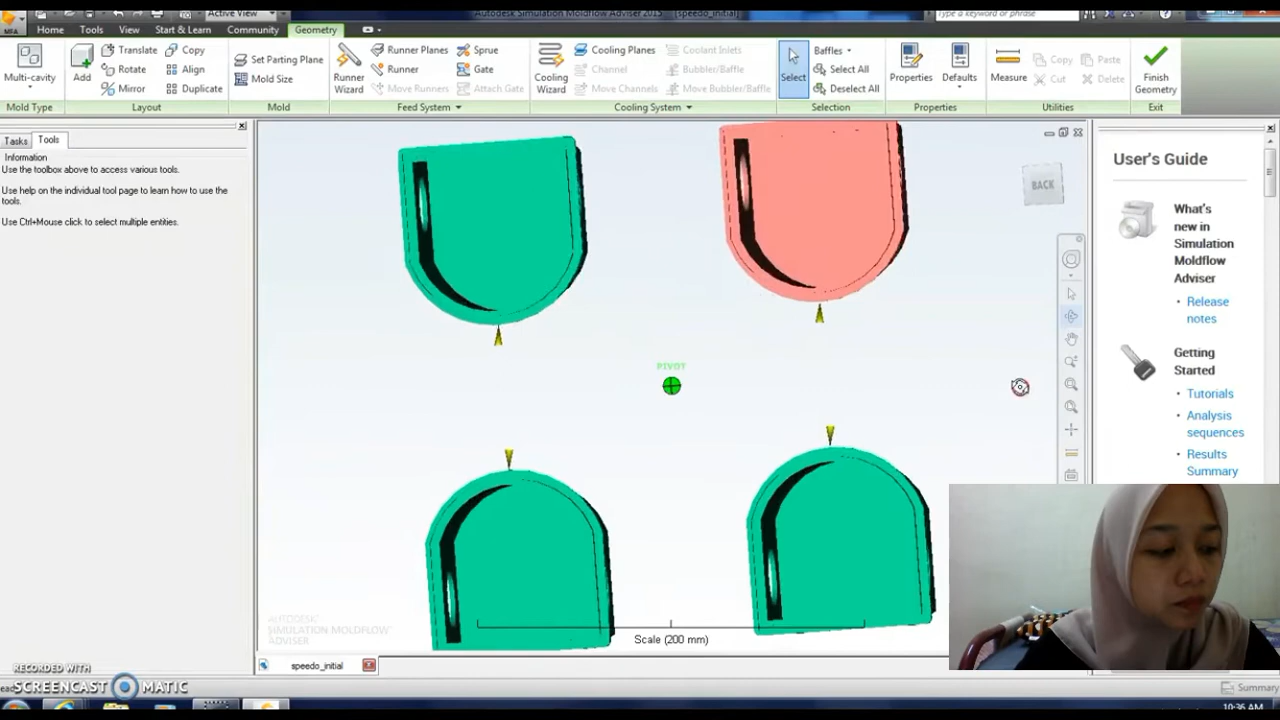 Active View
Autodesk Simulation Moldflow Adviser 2015 [speedo_initial]
Type a keyword or phrase
MFA
Home Tools View Start & Learn Community Geometry
Multi-cavity
Mold Type
Add
Translate
Rotate
Mirror
Copy
Align
Duplicate
Layout
Set Parting Plane
Mold Size
Mold
Runner Wizard
Runner Planes
Runner
Move Runners
Sprue
Gate
Attach Gate
Feed System
Cooling Wizard
Cooling Planes
Channel
Move Channels
Coolant Inlets
Bubbler/Baffle
Move Bubbler/Baffle
Cooling System
Select
Baffles
Select All
Deselect All
Selection
Properties
Defaults
Properties
Measure
Copy
Cut
Paste
Delete
Utilities
Finish Geometry
Exit
Tasks Tools
Information
Use the toolbox above to access various tools.
Use help on the individual tool page to learn how to use the
tools.
Use Ctrl+Mouse click to select multiple entities.
BACK
PIVOT
Scale (200 mm)
AUTODESK
SIMULATION MOLDFLOW
ADVISER
User's Guide
What's
new in
Simulation
Moldflow
Adviser
Release
notes
Getting
Started
Tutorials
Analysis
sequences
Results
Summary
speedo_initial
RECORDED WITH
SCREENCAST MATIC
Summary
10:36 AM